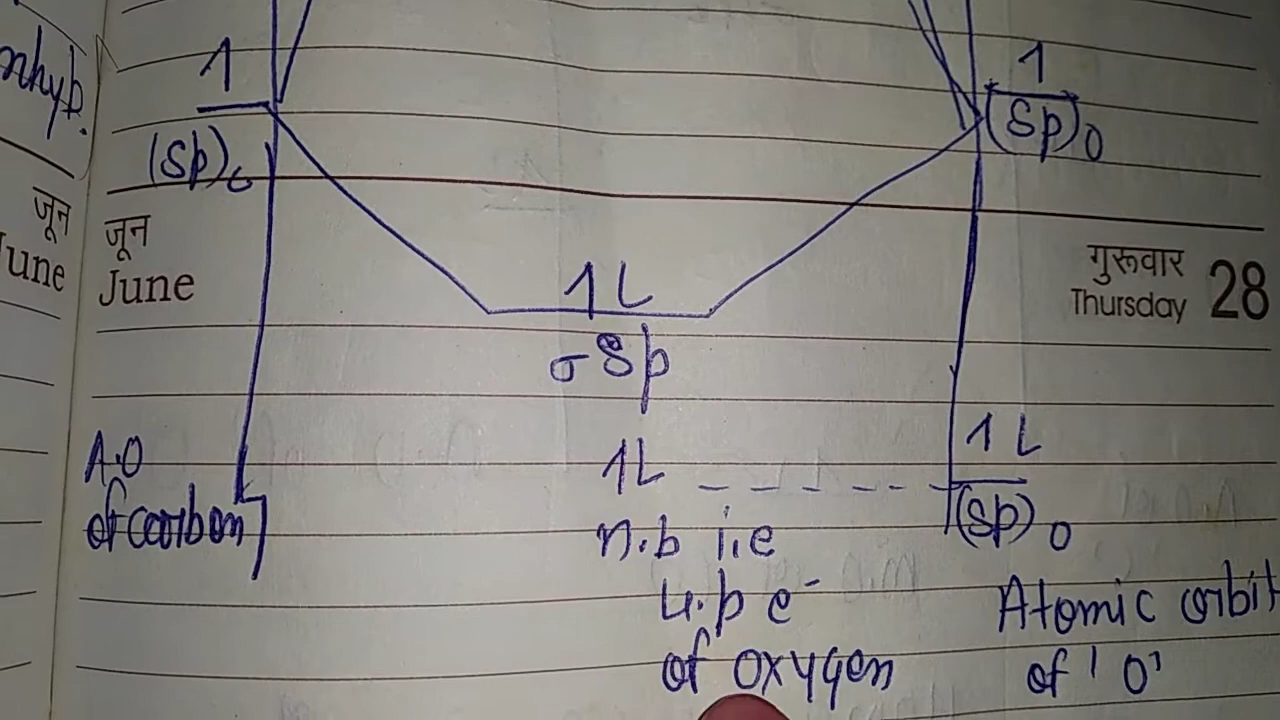 nhyb.
1
1
(Sp)c
(Sp)O
जून
June
जून
June
गुरूवार
Thursday 28
1L
σ Sp
A.O
of carbon
1L
1L
(Sp)O
n.b i.e
u.p e-
of oxygen
Atomic orbit
of 'O'